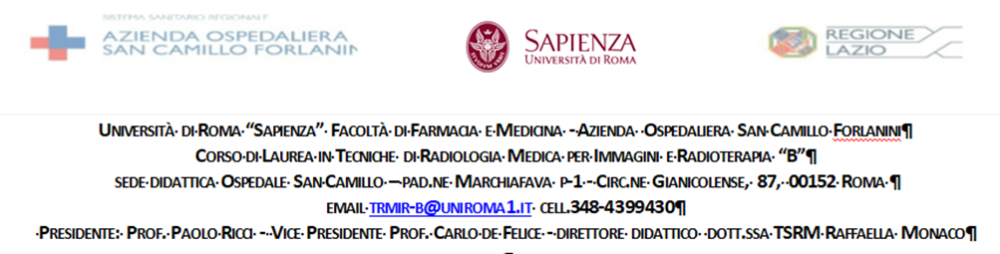 SISTEMA SANITARIO REGIONALE
AZIENDA OSPEDALIERA
SAN CAMILLO FORLANINI
SAPIENZA
UNIVERSITÀ DI ROMA
REGIONE
LAZIO
UNIVERSITÀ DI ROMA “SAPIENZA” FACOLTÀ DI FARMACIA E MEDICINA - AZIENDA OSPEDALIERA SAN CAMILLO FORLANINI¶
CORSO DI LAUREA IN TECNICHE DI RADIOLOGIA MEDICA PER IMMAGINI E RADIOTERAPIA “B”¶
SEDE DIDATTICA OSPEDALE SAN CAMILLO – PAD.NE MARCHIAFAVA P-1 - CIRC.NE GIANICOLENSE, 87, 00152 ROMA ¶
EMAIL TRMIR-B@UNIROMA1.IT CELL.348-4399430¶
PRESIDENTE: PROF. PAOLO RICCI - VICE PRESIDENTE PROF. CARLO DE FELICE - DIRETTORE DIDATTICO DOTT.SSA TSRM RAFFAELLA MONACO¶